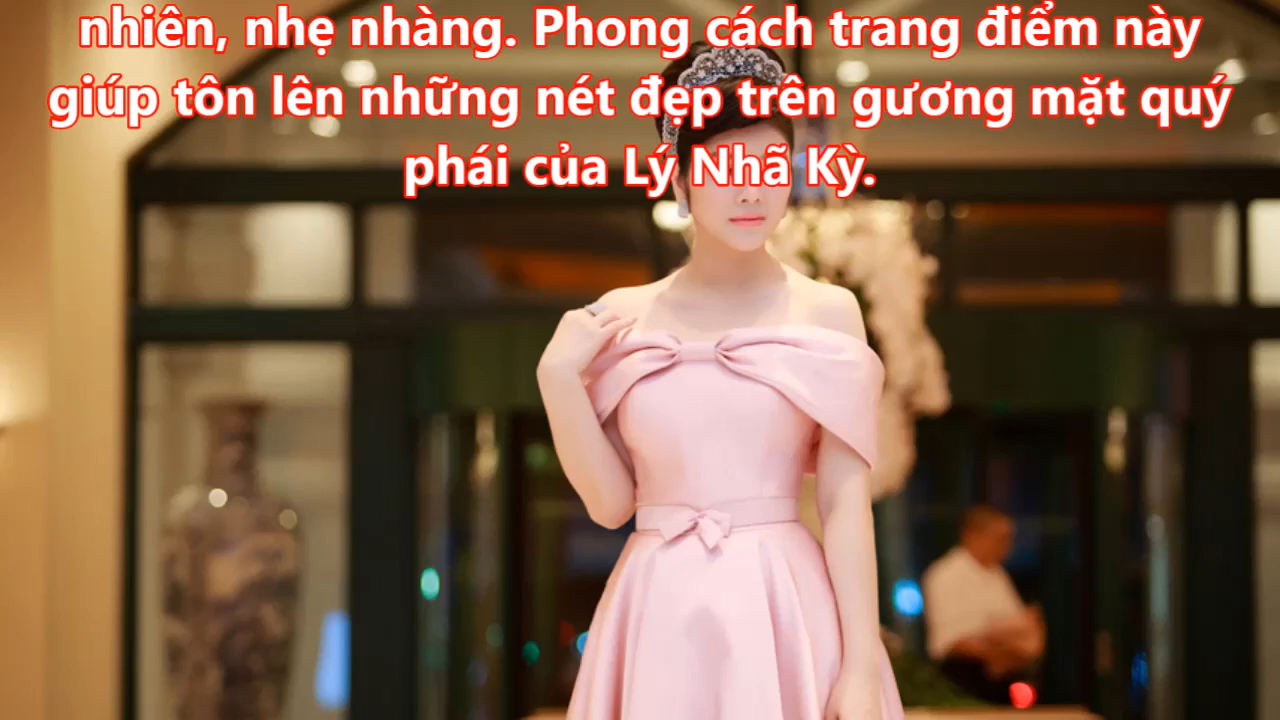 nhiên, nhẹ nhàng. Phong cách trang điểm này
giúp tôn lên những nét đẹp trên gương mặt quý
phái của Lý Nhã Kỳ.